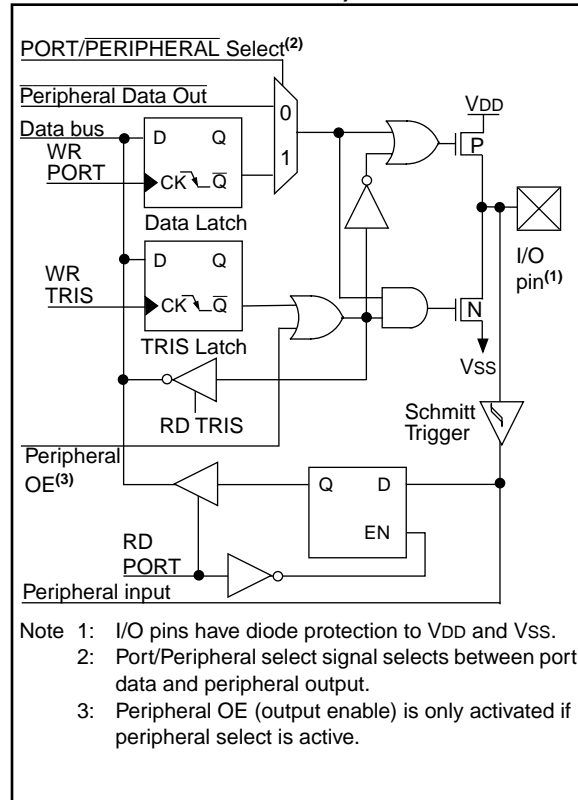 PORT/PERIPHERAL Select(2)
Peripheral Data Out
Data bus
WR
PORT
D Q
CK Q
Data Latch
0
1
VDD
P
I/O
pin(1)
WR
TRIS
D Q
CK Q
TRIS Latch
N
VSS
RD TRIS
Schmitt
Trigger
Peripheral
OE(3)
Q D
EN
RD
PORT
Peripheral input
Note 1: I/O pins have diode protection to VDD and VSS.
2: Port/Peripheral select signal selects between port
data and peripheral output.
3: Peripheral OE (output enable) is only activated if
peripheral select is active.